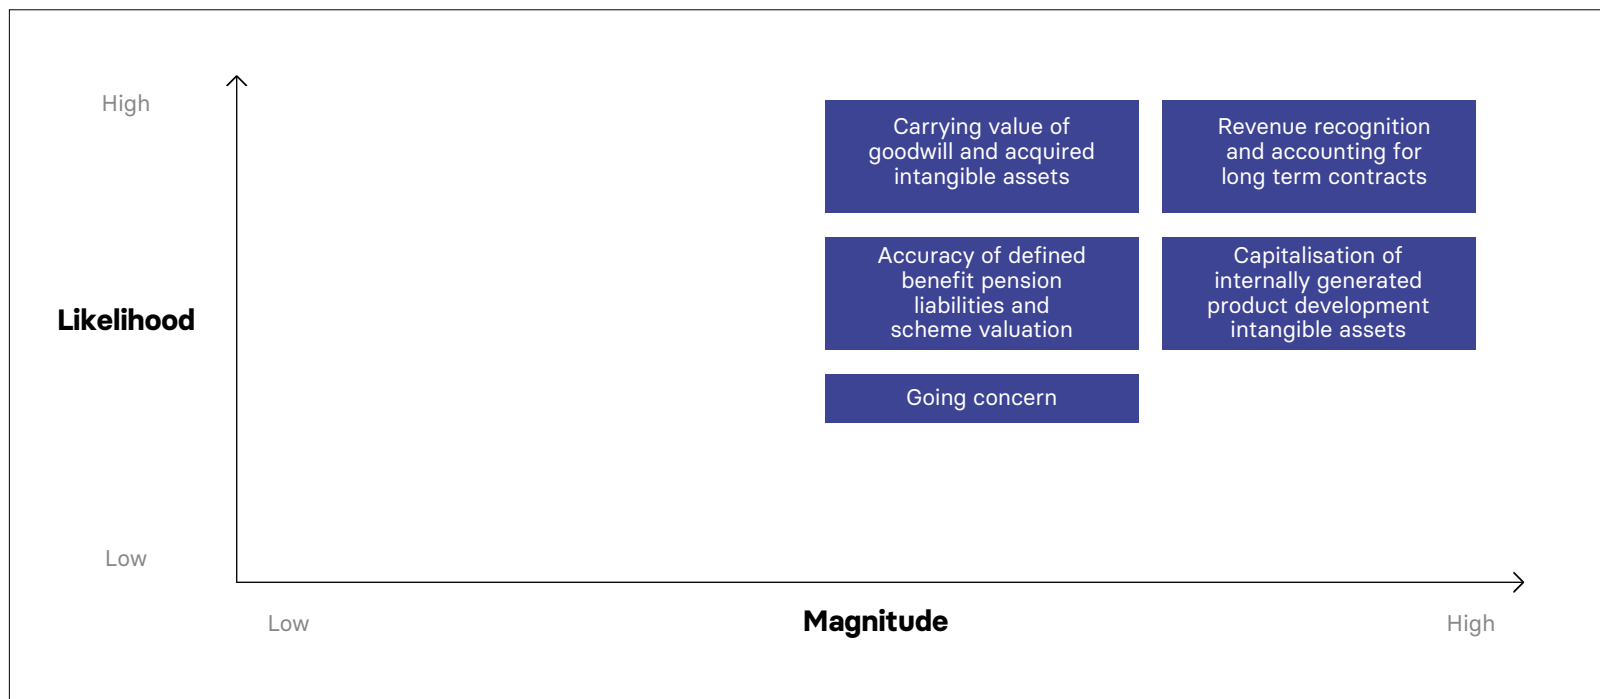 High
Carrying value of
goodwill and acquired
intangible assets
Revenue recognition
and accounting for
long term contracts
Likelihood
Accuracy of defined
benefit pension
liabilities and
scheme valuation
Capitalisation of
internally generated
product development
intangible assets
Going concern
Low
Low
Magnitude
High